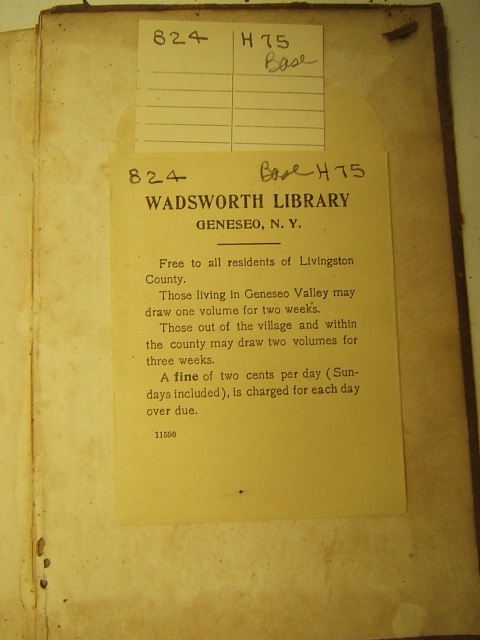 824 H75
Base
824 Base H75
WADSWORTH LIBRARY
GENESEO, N. Y.
Free to all residents of Livingston
County.
Those living in Geneseo Valley may
draw one volume for two weeks.
Those out of the village and within
the county may draw two volumes for
three weeks.
A fine of two cents per day (Sun-
days included), is charged for each day
over due.
11500